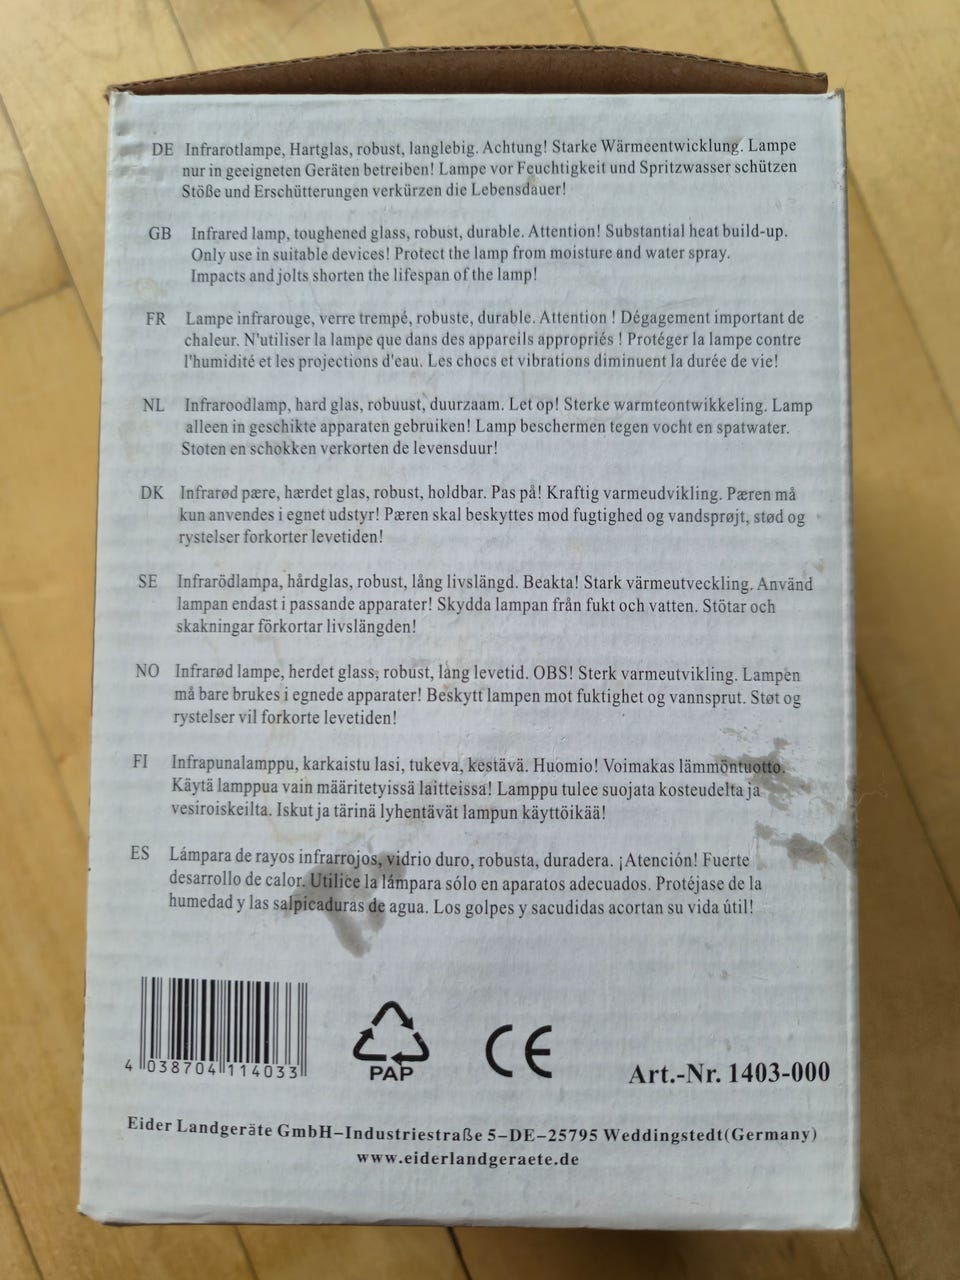 DE Infrarotlampe, Hartglas, robust, langlebig. Achtung! Starke Wärmeentwicklung. Lampe
nur in geeigneten Geräten betreiben! Lampe vor Feuchtigkeit und Spritzwasser schützen
Stöße und Erschütterungen verkürzen die Lebensdauer!
GB Infrared lamp, toughened glass, robust, durable. Attention! Substantial heat build-up.
Only use in suitable devices! Protect the lamp from moisture and water spray.
Impacts and jolts shorten the lifespan of the lamp!
FR Lampe infrarouge, verre trempé, robuste, durable. Attention ! Dégagement important de
chaleur. N'utiliser la lampe que dans des appareils appropriés ! Protéger la lampe contre
l'humidité et les projections d'eau. Les chocs et vibrations diminuent la durée de vie!
NL Infraroodlamp, hard glas, robuust, duurzaam. Let op! Sterke warmteontwikkeling. Lamp
alleen in geschikte apparaten gebruiken! Lamp beschermen tegen vocht en spatwater.
Stoten en schokken verkorten de levensduur!
DK Infrarød pære, hærdet glas, robust, holdbar. Pas på! Kraftig varmeudvikling. Pæren må
kun anvendes i egnet udstyr! Pæren skal beskyttes mod fugtighed og vandsprøjt, stød og
rystelser forkorter levetiden!
SE Infrarödlampa, hårdglas, robust, lång livslängd. Beakta! Stark värmeutveckling. Använd
lampan endast i passande apparater! Skydda lampan från fukt och vatten. Stötar och
skakningar förkortar livslängden!
NO Infrarød lampe, herdet glass, robust, lang levetid. OBS! Sterk varmeutvikling. Lampen
må bare brukes i egnede apparater! Beskytt lampen mot fuktighet og vannsprut. Støt og
rystelser vil forkorte levetiden!
FI Infrapunalamppu, karkaistu lasi, tukeva, kestävä. Huomio! Voimakas lämmöntuotto.
Käytä lamppua vain määritetyissä laitteissa! Lamppu tulee suojata kosteudelta ja
vesiroiskeilta. Iskut ja tärinä lyhentävät lampun käyttöikää!
ES Lámpara de rayos infrarrojos, vidrio duro, robusta, duradera. ¡Atención! Fuerte
desarrollo de calor. Utilice la lámpara sólo en aparatos adecuados. Protéjase de la
humedad y las salpicaduras de agua. Los golpes y sacudidas acortan su vida útil!
4 038704 114033
PAP
CE
Art.-Nr. 1403-000
Eider Landgeräte GmbH–Industriestraße 5–DE–25795 Weddingstedt(Germany)
www.eiderlandgeraete.de